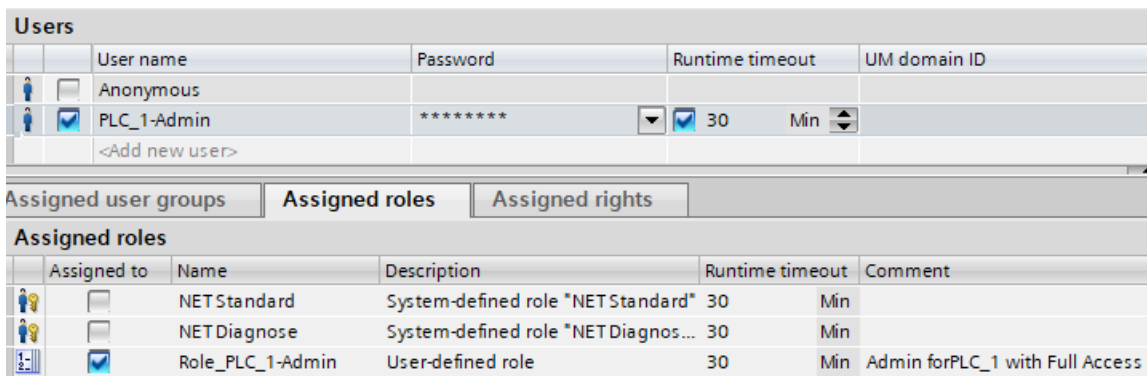 Users
User name Password Runtime timeout UM domain ID
Anonymous
PLC_1-Admin ******** 30 Min
<Add new user>
Assigned user groups Assigned roles Assigned rights
Assigned roles
Assigned to Name Description Runtime timeout Comment
NET Standard System-defined role "NET Standard" 30 Min
NET Diagnose System-defined role "NET Diagnos... 30 Min
Role_PLC_1-Admin User-defined role 30 Min Admin forPLC_1 with Full Access